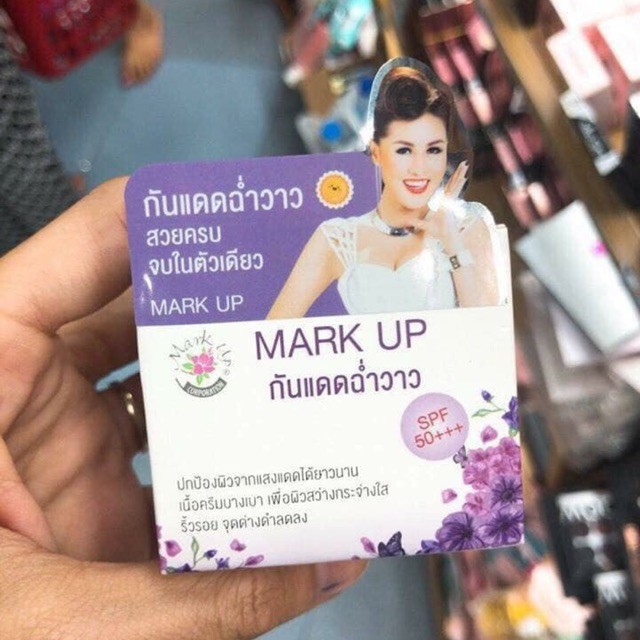 กันแดดฉ่ำวาว
สวยครบ
จบในตัวเดียว
MARK UP
Mark Up
CORPORATION
MARK UP
กันแดดฉ่ำวาว
SPF
50+++
ปกป้องผิวจากแสงแดดได้ยาวนาน
เนื้อครีมบางเบา เพื่อผิวสว่างกระจ่างใส
ริ้วรอย จุดด่างดำลดลง